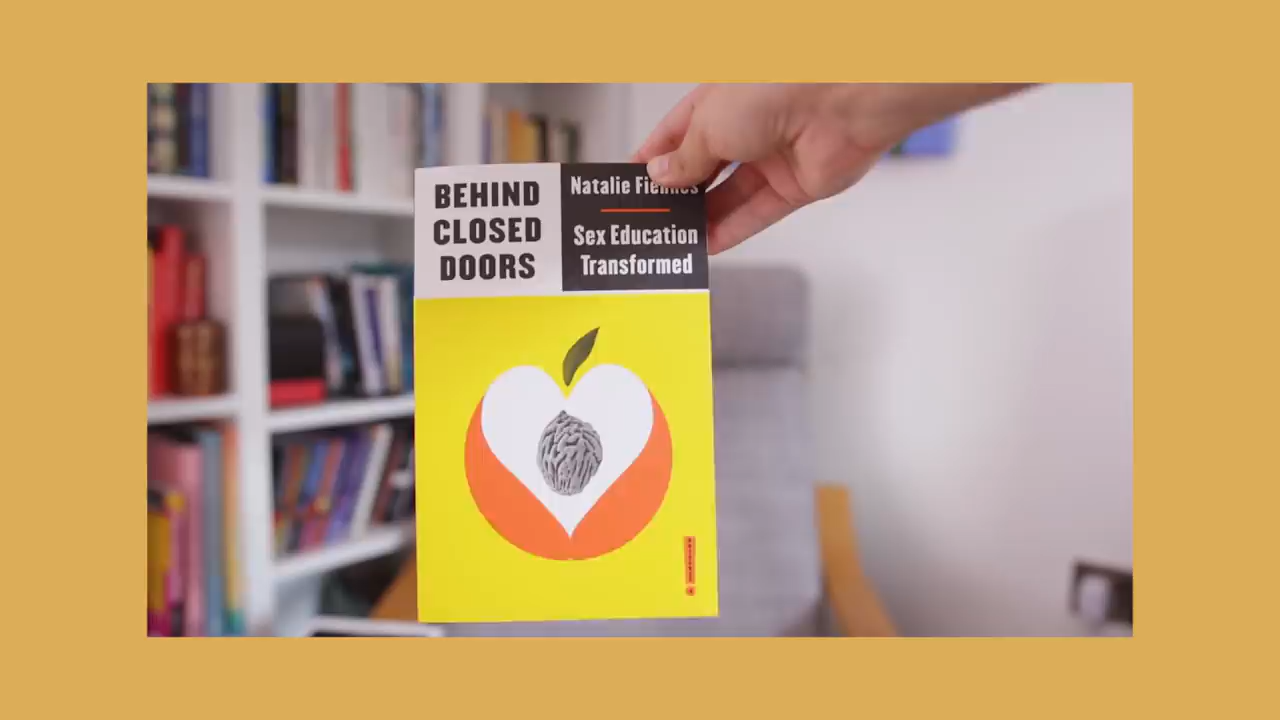 BEHIND
CLOSED
DOORS
Natalie Fiennes
Sex Education
Transformed